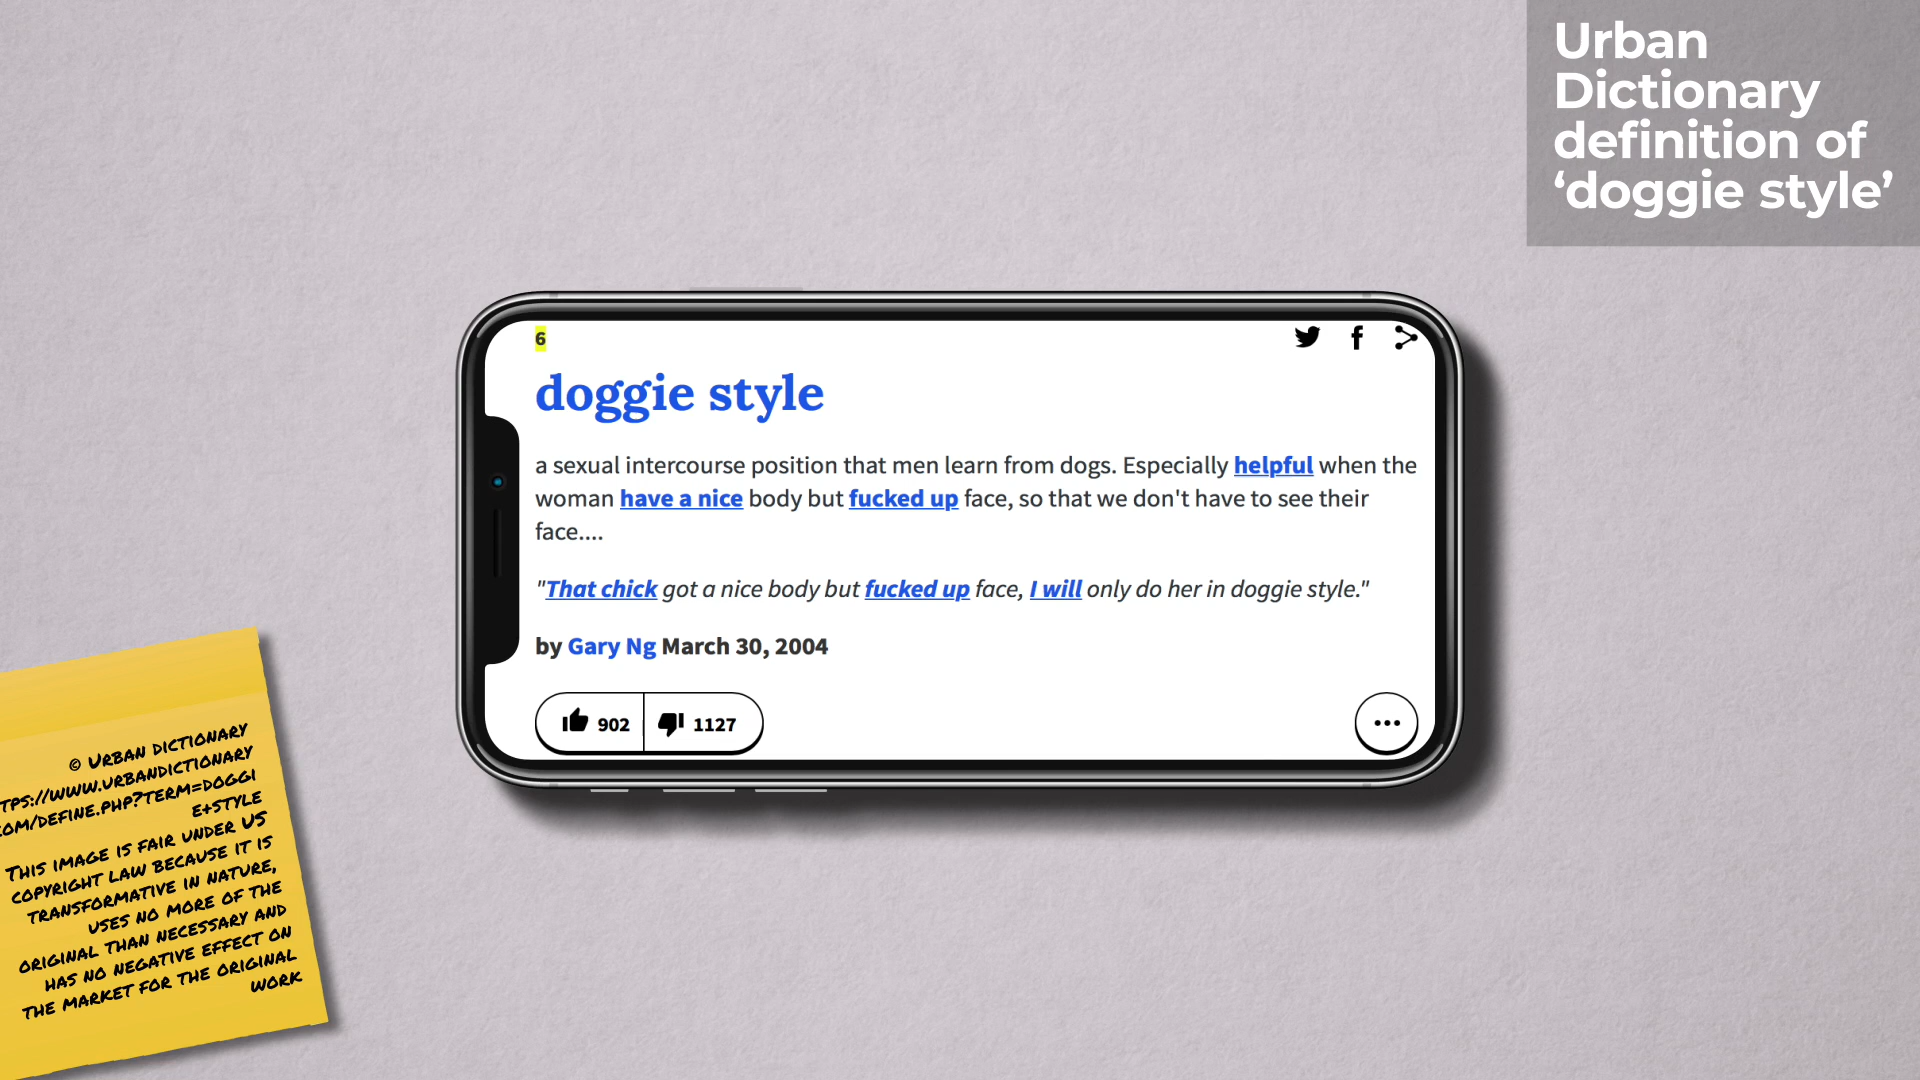 Urban
Dictionary
definition of
‘doggie style’
6
doggie style
a sexual intercourse position that men learn from dogs. Especially helpful when the
woman have a nice body but fucked up face, so that we don't have to see their
face....
"That chick got a nice body but fucked up face, I will only do her in doggie style."
by Gary Ng March 30, 2004
902 1127
© Urban dictionary
tps://www.urbandictionary
com/define.php?term=doggi
e+style
This image is fair under US
copyright law because it is
transformative in nature,
uses no more of the
original than necessary and
has no negative effect on
the market for the original
work